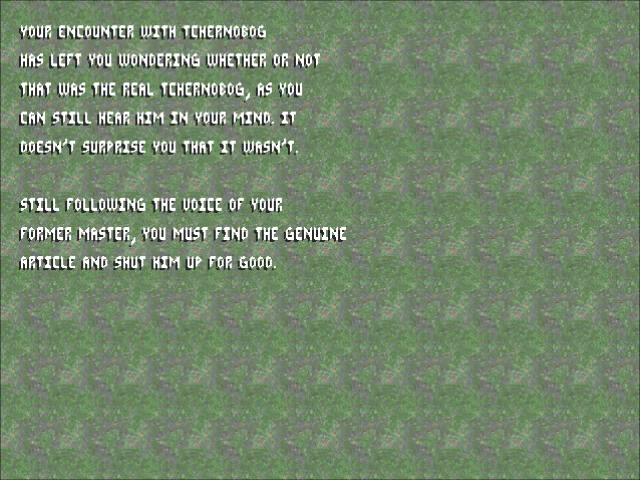 YOUR ENCOUNTER WITH TCHERNOBOG
HAS LEFT YOU WONDERING WHETHER OR NOT
THAT WAS THE REAL TCHERNOBOG, AS YOU
CAN STILL HEAR HIM IN YOUR MIND. IT
DOESN'T SURPRISE YOU THAT IT WASN'T.
STILL FOLLOWING THE VOICE OF YOUR
FORMER MASTER, YOU MUST FIND THE GENUINE
ARTICLE AND SHUT HIM UP FOR GOOD.